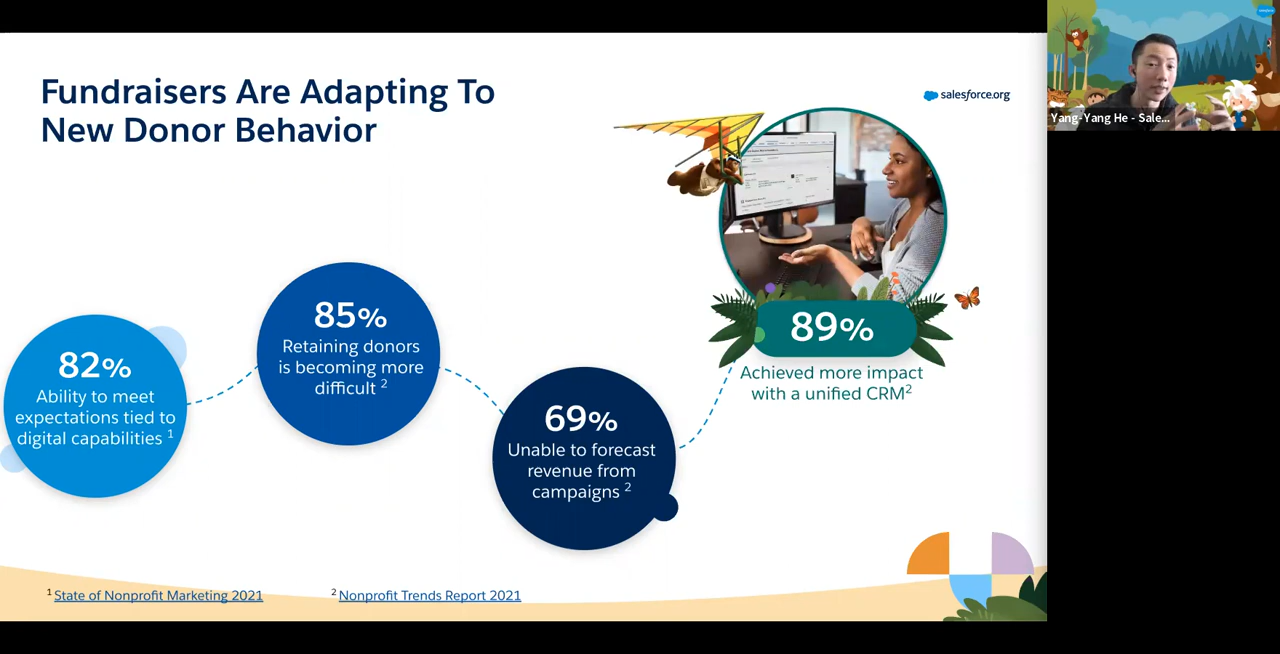 Fundraisers Are Adapting To
New Donor Behavior
salesforce.org
Yang-Yang He - Sale...
82%
Ability to meet
expectations tied to
digital capabilities 1
85%
Retaining donors
is becoming more
difficult 2
69%
Unable to forecast
revenue from
campaigns 2
89%
Achieved more impact
with a unified CRM2
1 State of Nonprofit Marketing 2021
2 Nonprofit Trends Report 2021